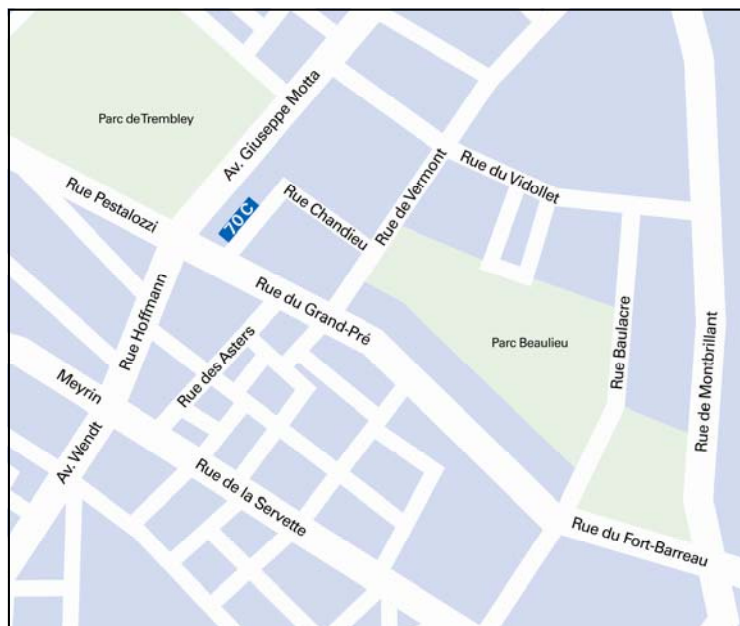 Parc de Trembley
Av. Giuseppe Motta
Rue Pestalozzi
70 C
Rue Chandieu
Rue de Vermont
Rue du Vidollet
Rue Hoffmann
Rue du Grand-Pré
Rue des Asters
Parc Beaulieu
Rue Baulacre
Rue de Montbrillant
Meyrin
Av. Wendt
Rue de la Servette
Rue du Fort-Barreau